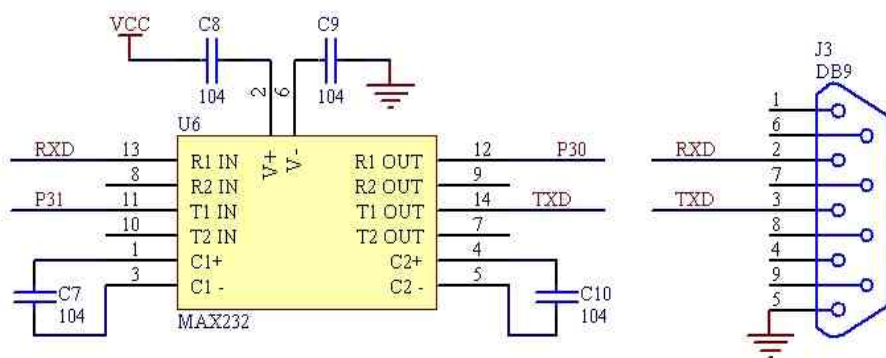 VCC
C8
104
C9
104
2
6
J3
DB9
U6
RXD
13
R1 IN
V+
V-
R1 OUT
12
P30
8
R2 IN
R2 OUT
9
P31
11
T1 IN
T1 OUT
14
TXD
10
T2 IN
T2 OUT
7
1
C1+
C2+
4
3
C1 -
C2 -
5
C7
104
C10
104
MAX232
1
6
RXD
2
7
TXD
3
8
4
9
5